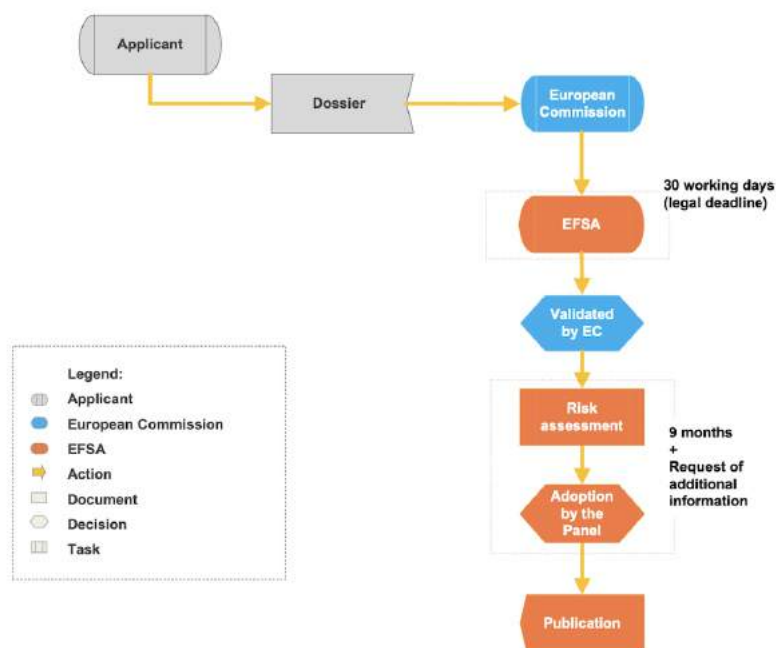 Applicant
Dossier
European
Commission
30 working days
(legal deadline)
EFSA
Validated
by EC
Risk
assessment
9 months
+
Request of
additional
information
Adoption
by the
Panel
Publication
Legend:
Applicant
European Commission
EFSA
Action
Document
Decision
Task